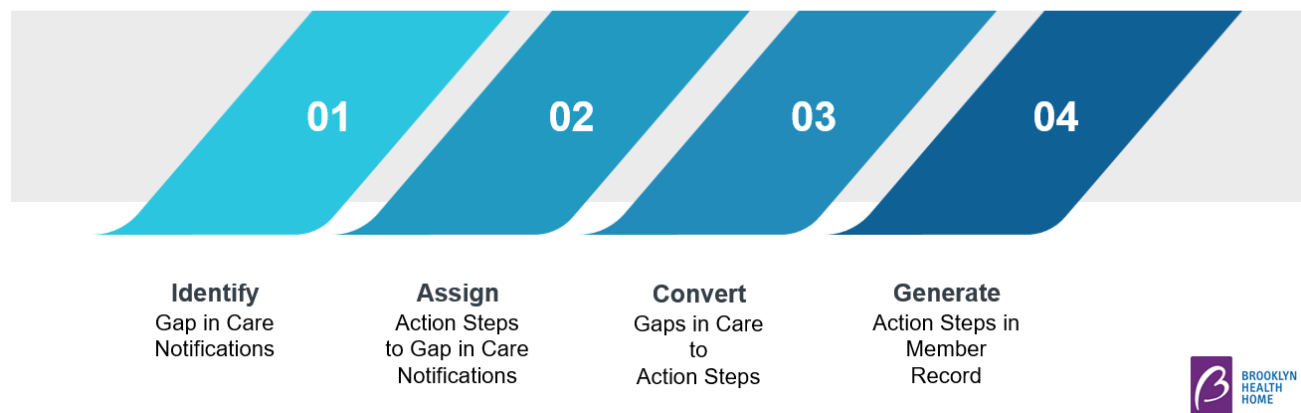 01
02
03
04
Identify
Gap in Care
Notifications
Assign
Action Steps
to Gap in Care
Notifications
Convert
Gaps in Care
to
Action Steps
Generate
Action Steps in
Member
Record
BROOKLYN
HEALTH
HOME